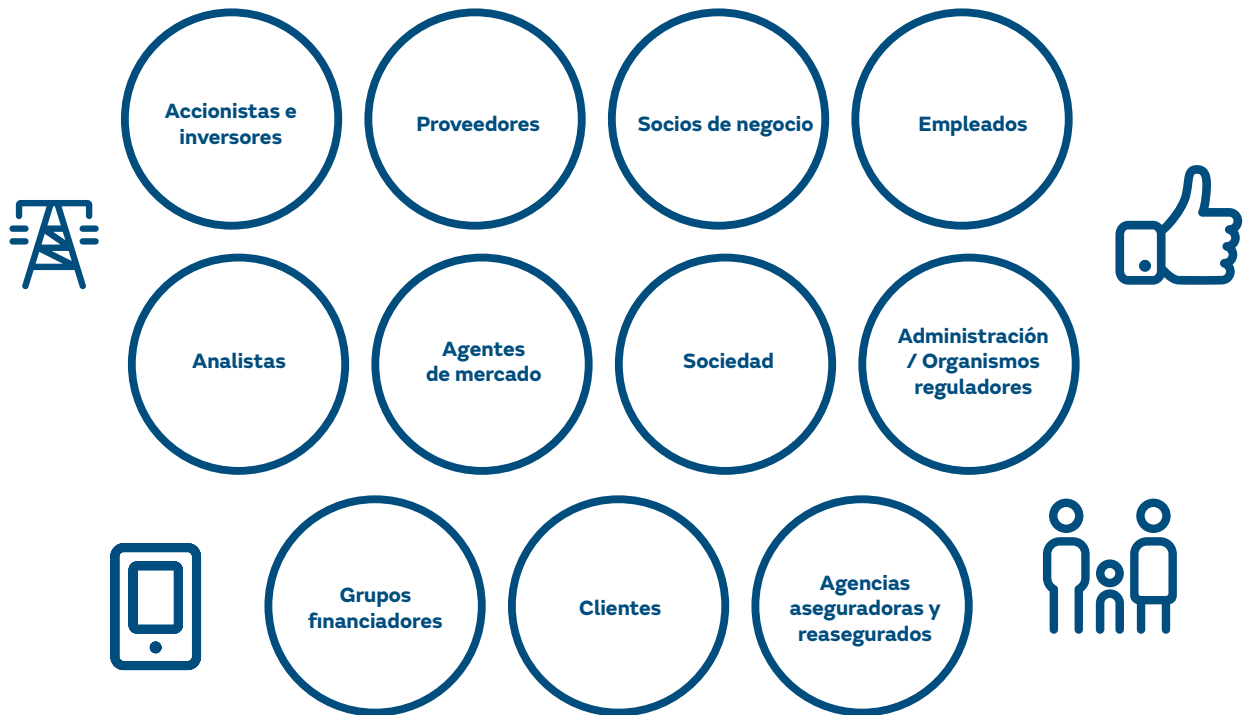 Accionistas e
inversores
Proveedores
Socios de negocio
Empleados
Analistas
Agentes
de mercado
Sociedad
Administración
/ Organismos
reguladores
Grupos
financiadores
Clientes
Agencias
aseguradoras y
reasegurados